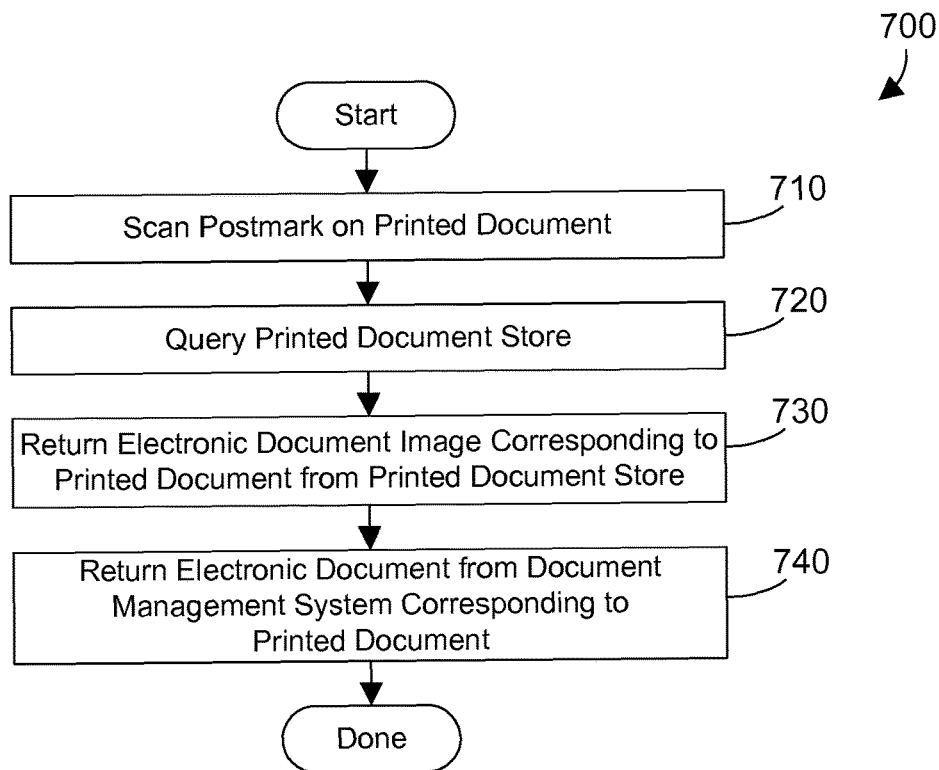 700
Start
710
Scan Postmark on Printed Document
720
Query Printed Document Store
730
Return Electronic Document Image Corresponding to
Printed Document from Printed Document Store
740
Return Electronic Document from Document
Management System Corresponding to
Printed Document
Done